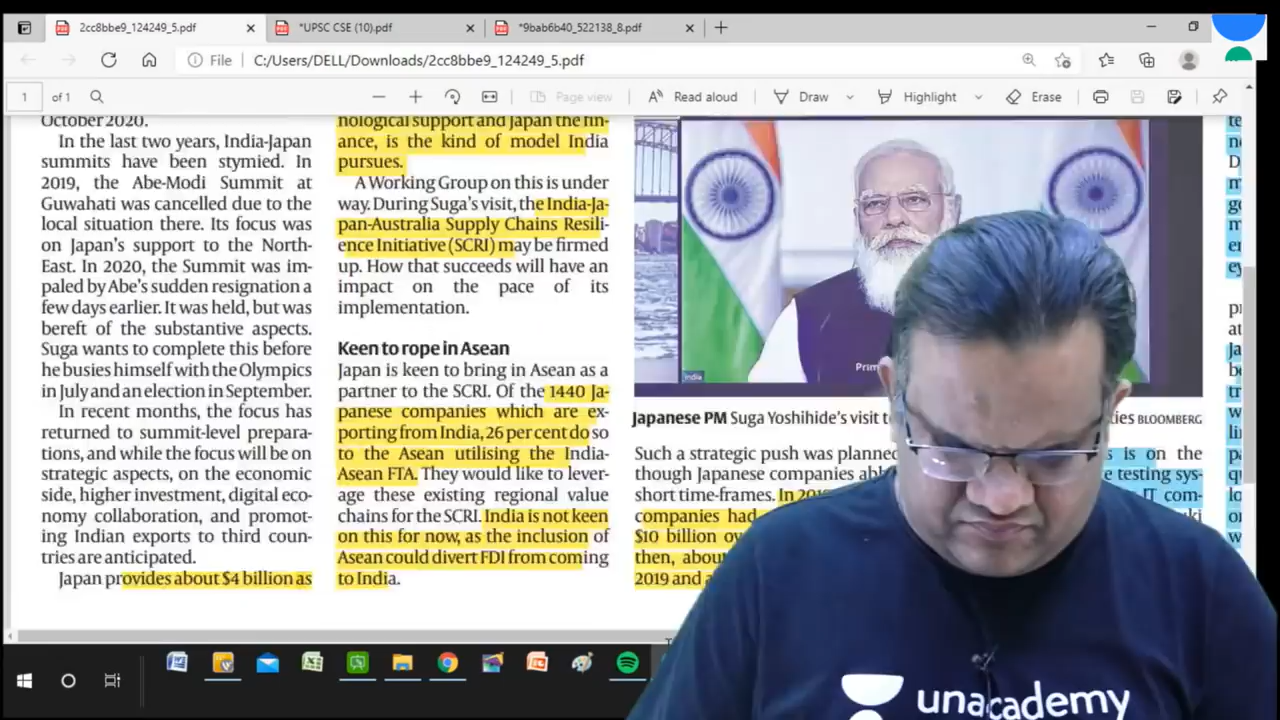 2cc8bbe9_124249_5.pdf
*UPSC CSE (10).pdf
*9bab6b40_522138_8.pdf
File
C:/Users/DELL/Downloads/2cc8bbe9_124249_5.pdf
1 of 1
Page view
Read aloud
Draw
Highlight
Erase
October 2020.
In the last two years, India-Japan
summits have been stymied. In
2019, the Abe-Modi Summit at
Guwahati was cancelled due to the
local situation there. Its focus was
on Japan's support to the North-
East. In 2020, the Summit was im-
paled by Abe's sudden resignation a
few days earlier. It was held, but was
bereft of the substantive aspects.
Suga wants to complete this before
he busies himself with the Olympics
in July and an election in September.
In recent months, the focus has
returned to summit-level prepara-
tions, and while the focus will be on
strategic aspects, on the economic
side, higher investment, digital eco-
nomy collaboration, and promot-
ing Indian exports to third coun-
tries are anticipated.
Japan provides about $4 billion as
nological support and Japan the fin-
ance, is the kind of model India
pursues.
A Working Group on this is under
way. During Suga's visit, the India-Ja-
pan-Australia Supply Chains Resili-
ence Initiative (SCRI) may be firmed
up. How that succeeds will have an
impact on the pace of its
implementation.
Keen to rope in Asean
Japan is keen to bring in Asean as a
partner to the SCRI. Of the 1440 Ja-
panese companies which are ex-
porting from India, 26 per cent do so
to the Asean utilising the India-
Asean FTA. They would like to lever-
age these existing regional value
chains for the SCRI. India is not keen
on this for now, as the inclusion of
Asean could divert FDI from coming
to India.
India
Prim
Japanese PM Suga Yoshihide's visit t
ies BLOOMBERG
Such a strategic push was planne
though Japanese companies ab
short time-frames. In 20
companies had
$10 billion ov
then, about
2019 and a
s is on the
e testing sys-
IT com-
unacademy